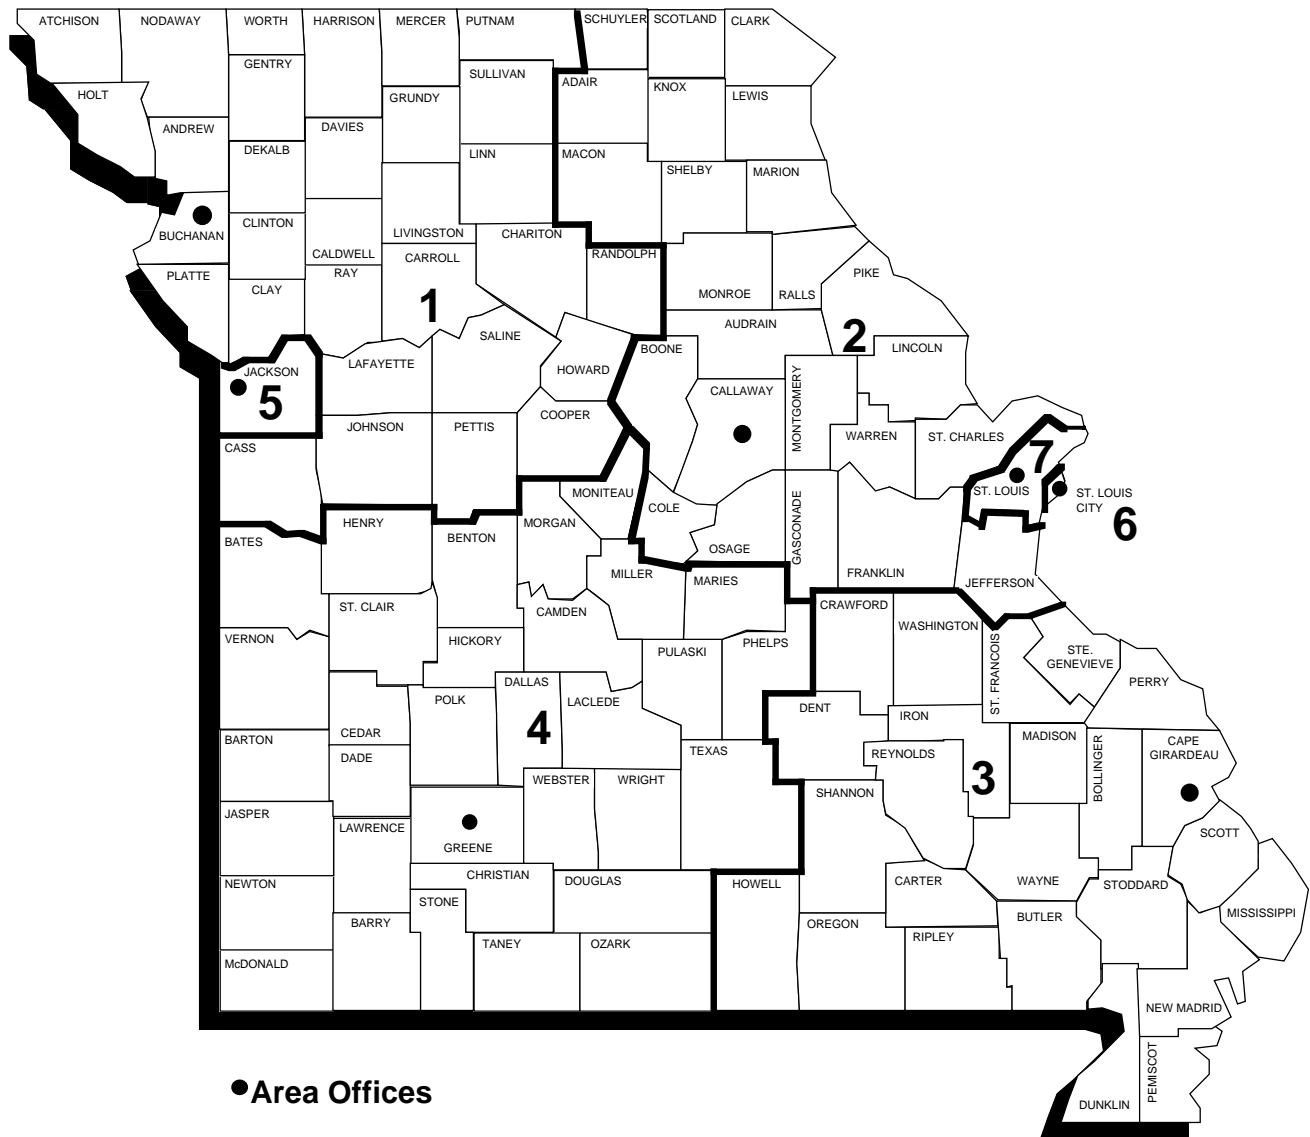 ATCHISON
NODAWAY
WORTH
HARRISON
MERCER
PUTNAM
SCHUYLER
SCOTLAND
CLARK
GENTRY
SULLIVAN
ADAIR
KNOX
LEWIS
HOLT
GRUNDY
ANDREW
DAVIES
DEKALB
LINN
MACON
SHELBY
MARION
BUCHANAN
CLINTON
LIVINGSTON
CHARITON
CALDWELL
CARROLL
RANDOLPH
PLATTE
RAY
CLAY
MONROE
RALLS
PIKE
1
AUDRAIN
2
SALINE
LINCOLN
BOONE
LAFAYETTE
HOWARD
JACKSON
5
CALLAWAY
MONTGOMERY
COOPER
JOHNSON
PETTIS
WARREN
ST. CHARLES
CASS
7
ST. LOUIS
ST. LOUIS
CITY
6
MONITEAU
COLE
GASCONADE
HENRY
MORGAN
BENTON
BATES
OSAGE
MILLER
MARIES
FRANKLIN
JEFFERSON
ST. CLAIR
CAMDEN
CRAWFORD
WASHINGTON
VERNON
HICKORY
PULASKI
PHELPS
ST. FRANCOIS
STE.
GENEVIEVE
PERRY
DALLAS
POLK
LACLEDE
DENT
IRON
4
CEDAR
BARTON
DADE
TEXAS
REYNOLDS
MADISON
BOLLINGER
CAPE
GIRARDEAU
WEBSTER
WRIGHT
3
SHANNON
JASPER
LAWRENCE
GREENE
SCOTT
CHRISTIAN
DOUGLAS
HOWELL
CARTER
WAYNE
STODDARD
NEWTON
STONE
BARRY
OREGON
BUTLER
MISSISSIPPI
RIPLEY
TANEY
OZARK
McDONALD
NEW MADRID
PEMISCOT
DUNKLIN
Area Offices